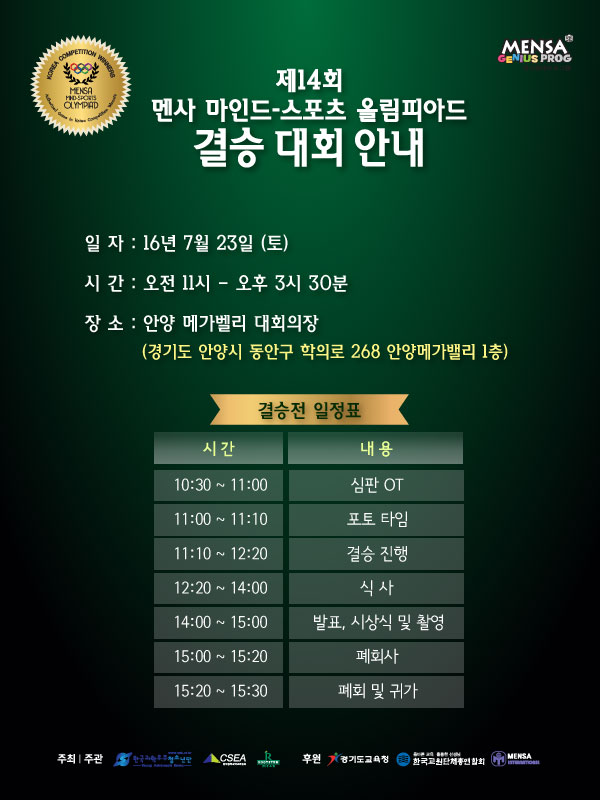 KOREA COMPETITION WINNERS
MENSA
MIND-SPORTS
OLYMPIAD
MENSA
GENIUS PROG
제14회
멘사 마인드-스포츠 올림피아드
결승 대회 안내
일 자 : 16년 7월 23일 (토)
시 간 : 오전 11시 - 오후 3시 30분
장 소 : 안양 메가벨리 대회의장
(경기도 안양시 동안구 학의로 268 안양메가밸리 1층)
결승전 일정표
시 간 내 용
10:30 ~ 11:00 심판 OT
11:00 ~ 11:10 포토 타임
11:10 ~ 12:20 결승 진행
12:20 ~ 14:00 식 사
14:00 ~ 15:00 발표, 시상식 및 촬영
15:00 ~ 15:20 폐회사
15:20 ~ 15:30 폐회 및 귀가
주최 | 주관 CSEA 후원 경기도교육청 한국교원단체총연합회 MENSA
INTERNATIONAL